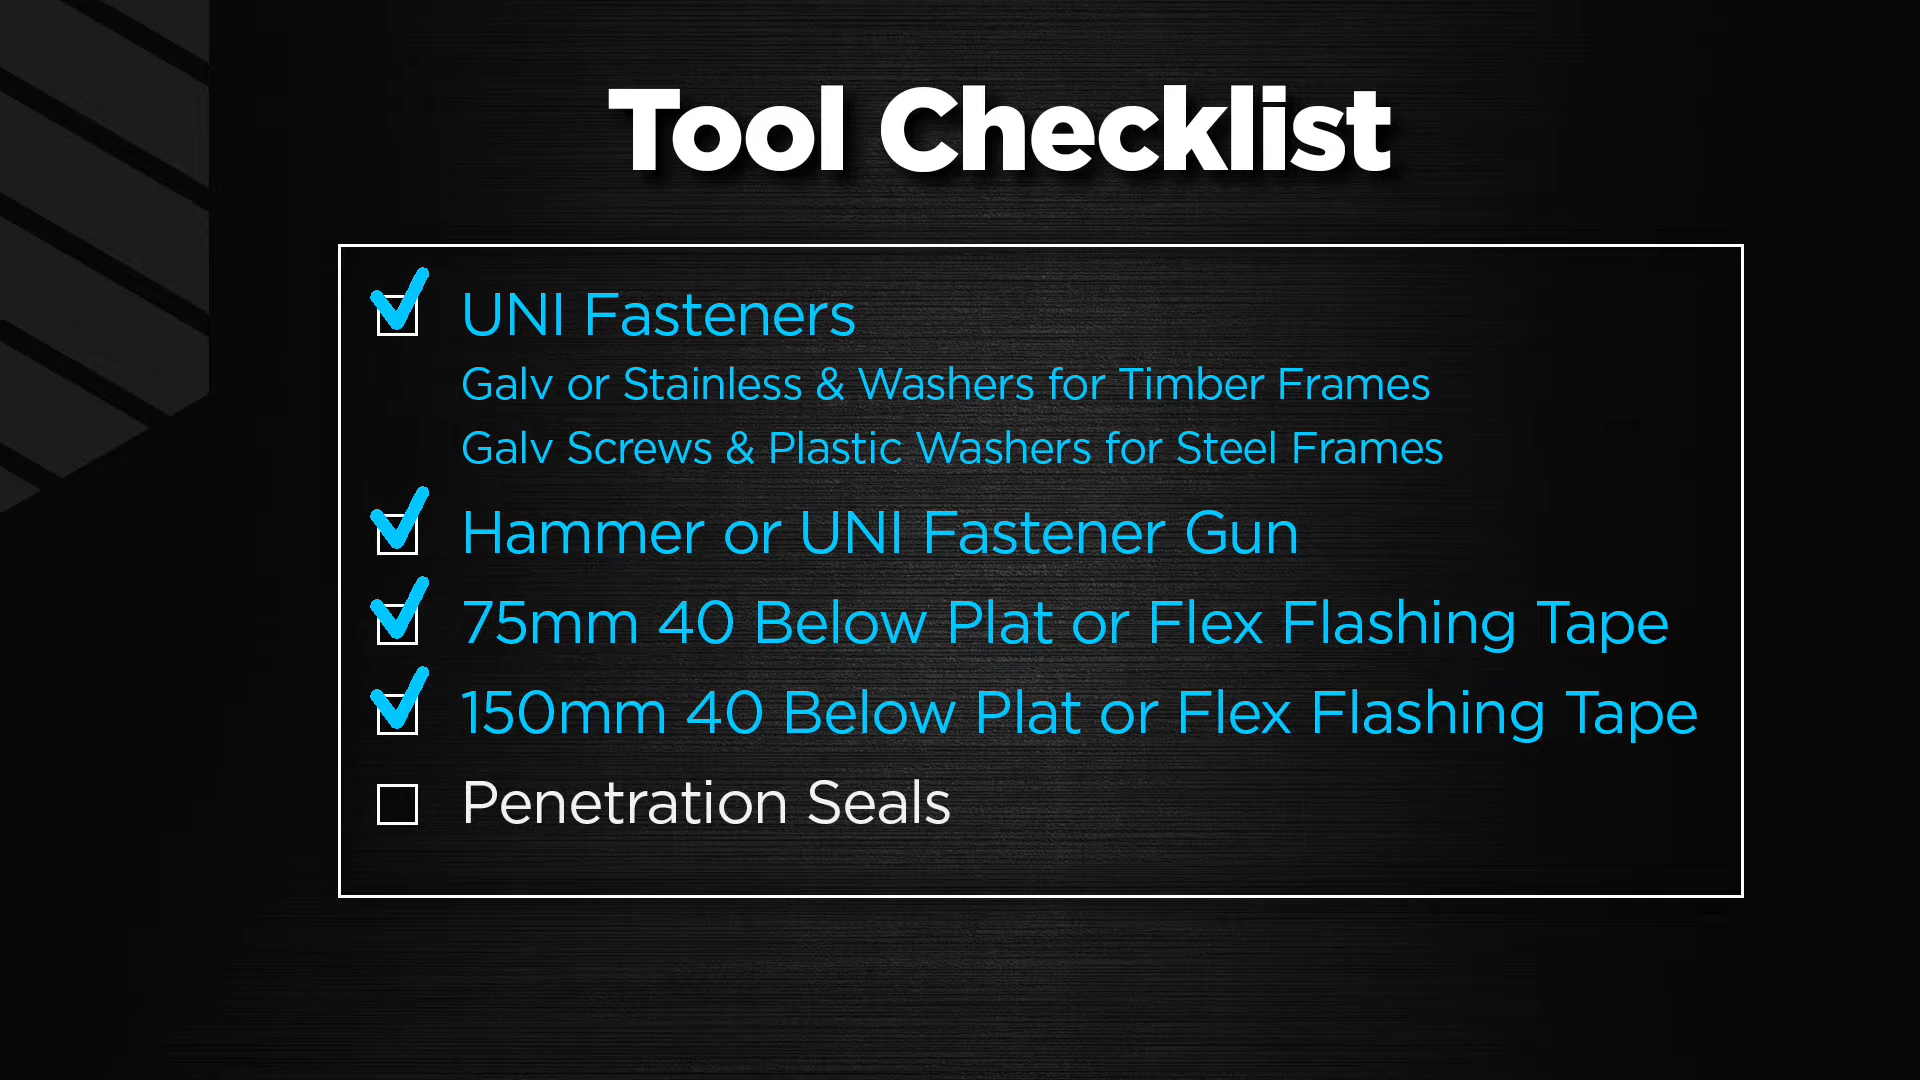 Tool Checklist
UNI Fasteners
Galv or Stainless & Washers for Timber Frames
Galv Screws & Plastic Washers for Steel Frames
Hammer or UNI Fastener Gun
75mm 40 Below Plat or Flex Flashing Tape
150mm 40 Below Plat or Flex Flashing Tape
Penetration Seals